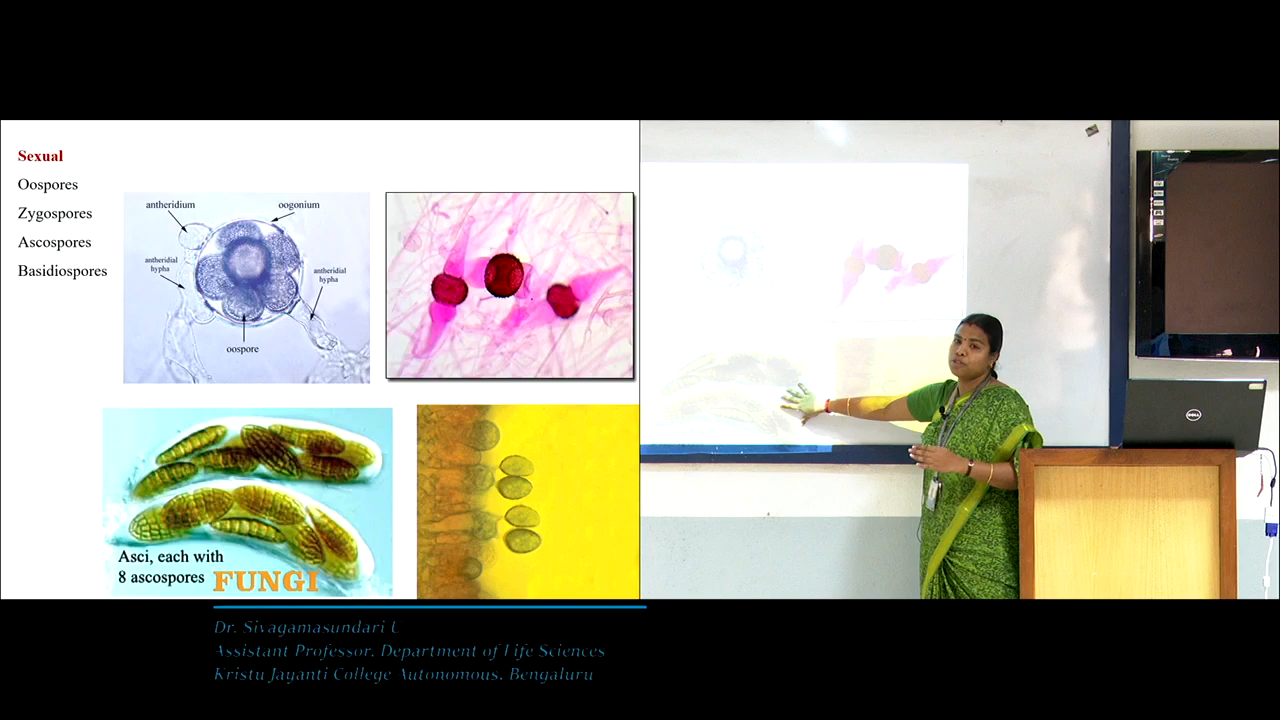 Sexual
Oospores
Zygospores
Ascospores
Basidiospores
antheridium
oogonium
antheridial
hypha
antheridial
hypha
oospore
Asci, each with
8 ascospores
FUNGI
DELL
Dr. Sivagamasundari U
Assistant Professor, Department of Life Sciences
Kristu Jayanti College Autonomous, Bengaluru